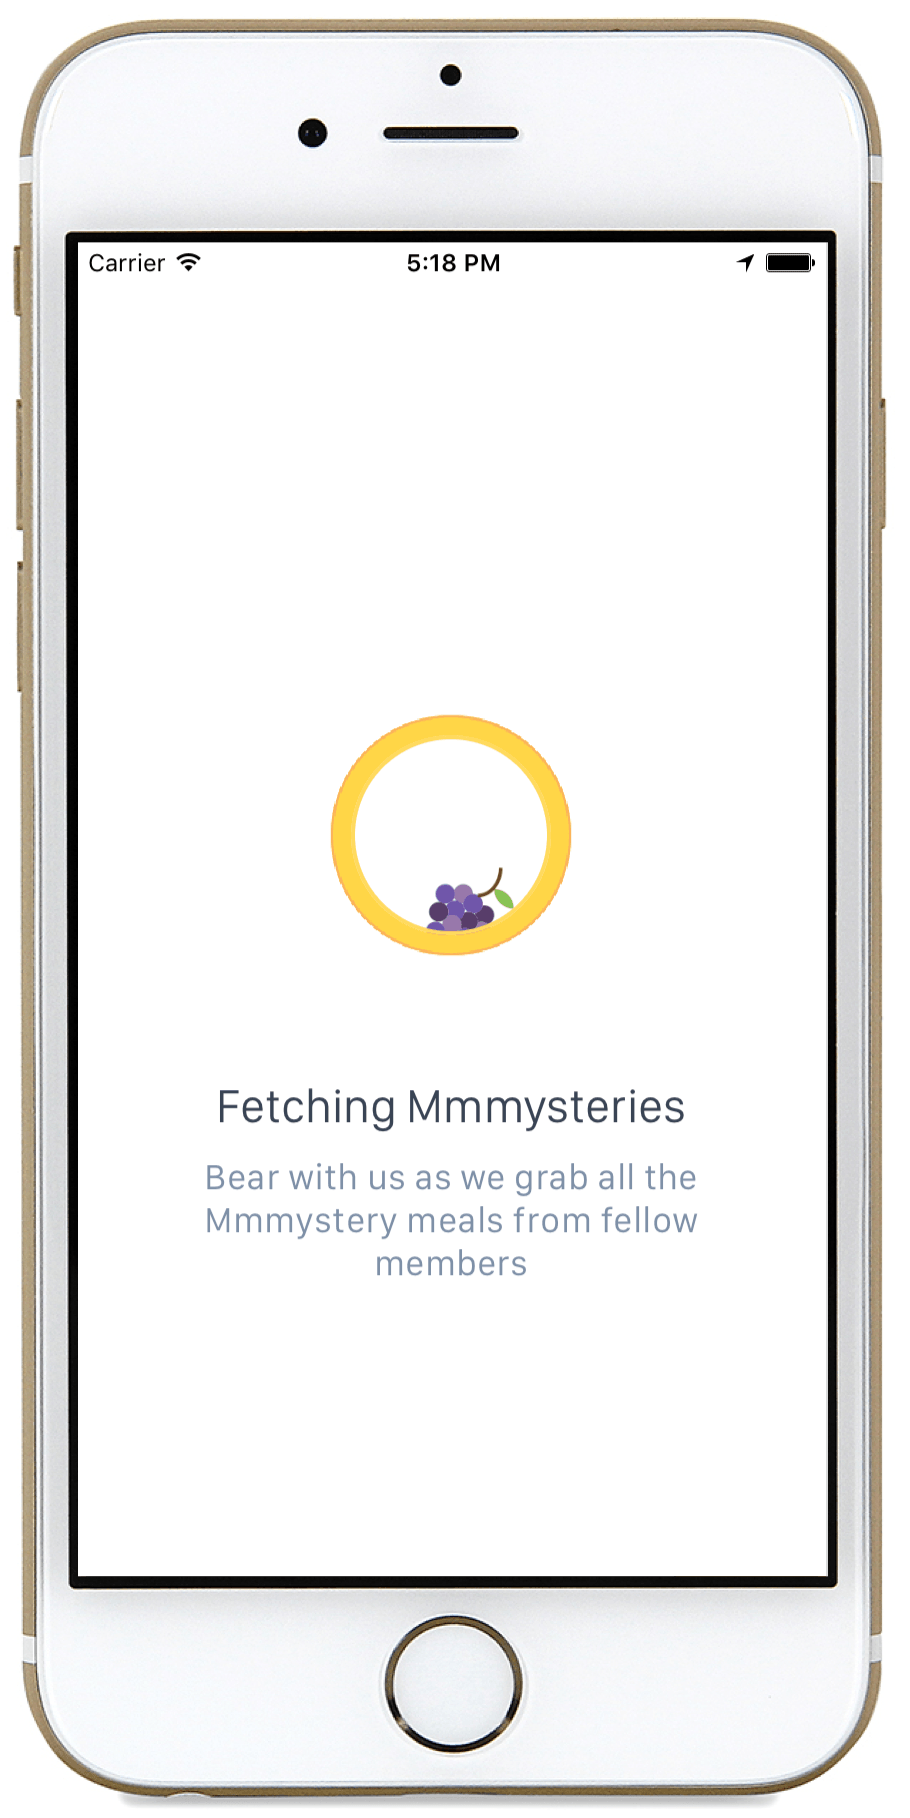 Carrier 5:18 PM
Fetching Mmmysteries
Bear with us as we grab all the
Mmmystery meals from fellow
members